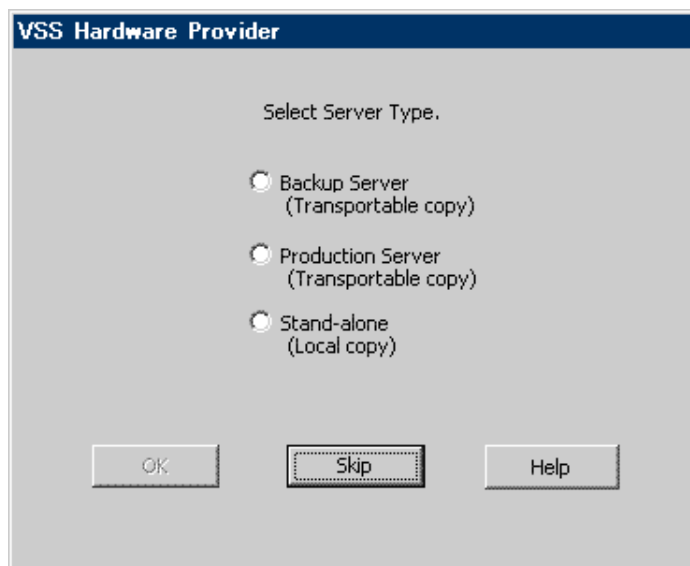 VSS Hardware Provider
Select Server Type.
Backup Server
(Transportable copy)
Production Server
(Transportable copy)
Stand-alone
(Local copy)
OK
Skip
Help